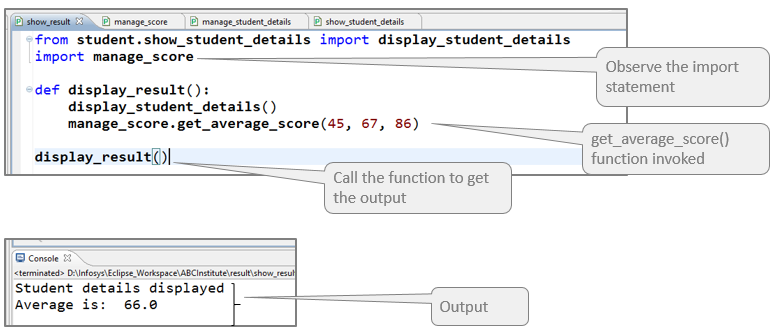 show_result manage_score manage_student_details show_student_details
from student.show_student_details import display_student_details
import manage_score
Observe the import
statement
def display_result():
display_student_details()
manage_score.get_average_score(45, 67, 86)
get_average_score()
function invoked
display_result()
Call the function to get
the output
Console
<terminated> D:\Infosys\Eclipse_Workspace\ABCInstitute\result\show_resul
Student details displayed
Average is:  66.0
Output